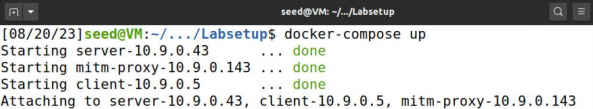 seed@VM: ~/.../Labsetup
[08/20/23]seed@VM:~/.../Labsetup$ docker-compose up
Starting server-10.9.0.43 ... done
Starting mitm-proxy-10.9.0.143 ... done
Starting client-10.9.0.5 ... done
Attaching to server-10.9.0.43, client-10.9.0.5, mitm-proxy-10.9.0.143